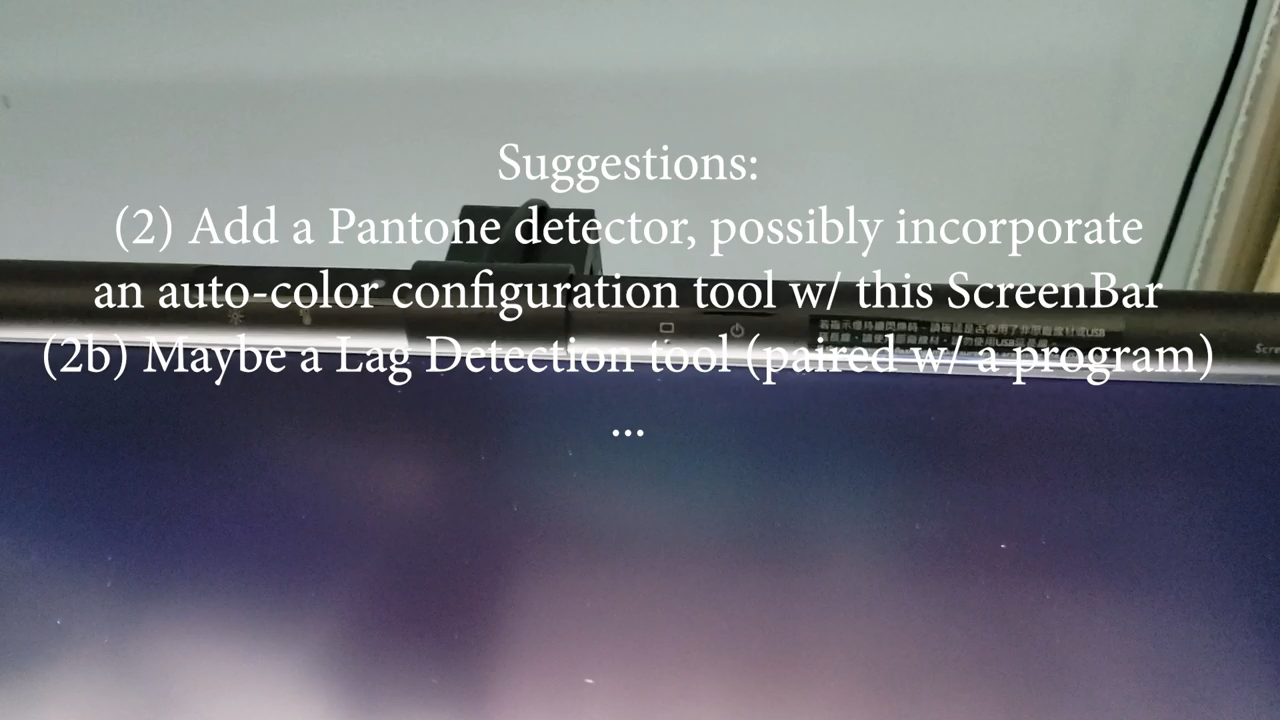 Suggestions:
(2) Add a Pantone detector, possibly incorporate
an auto-color configuration tool w/ this ScreenBar
(2b) Maybe a Lag Detection tool (paired w/ a program)
...